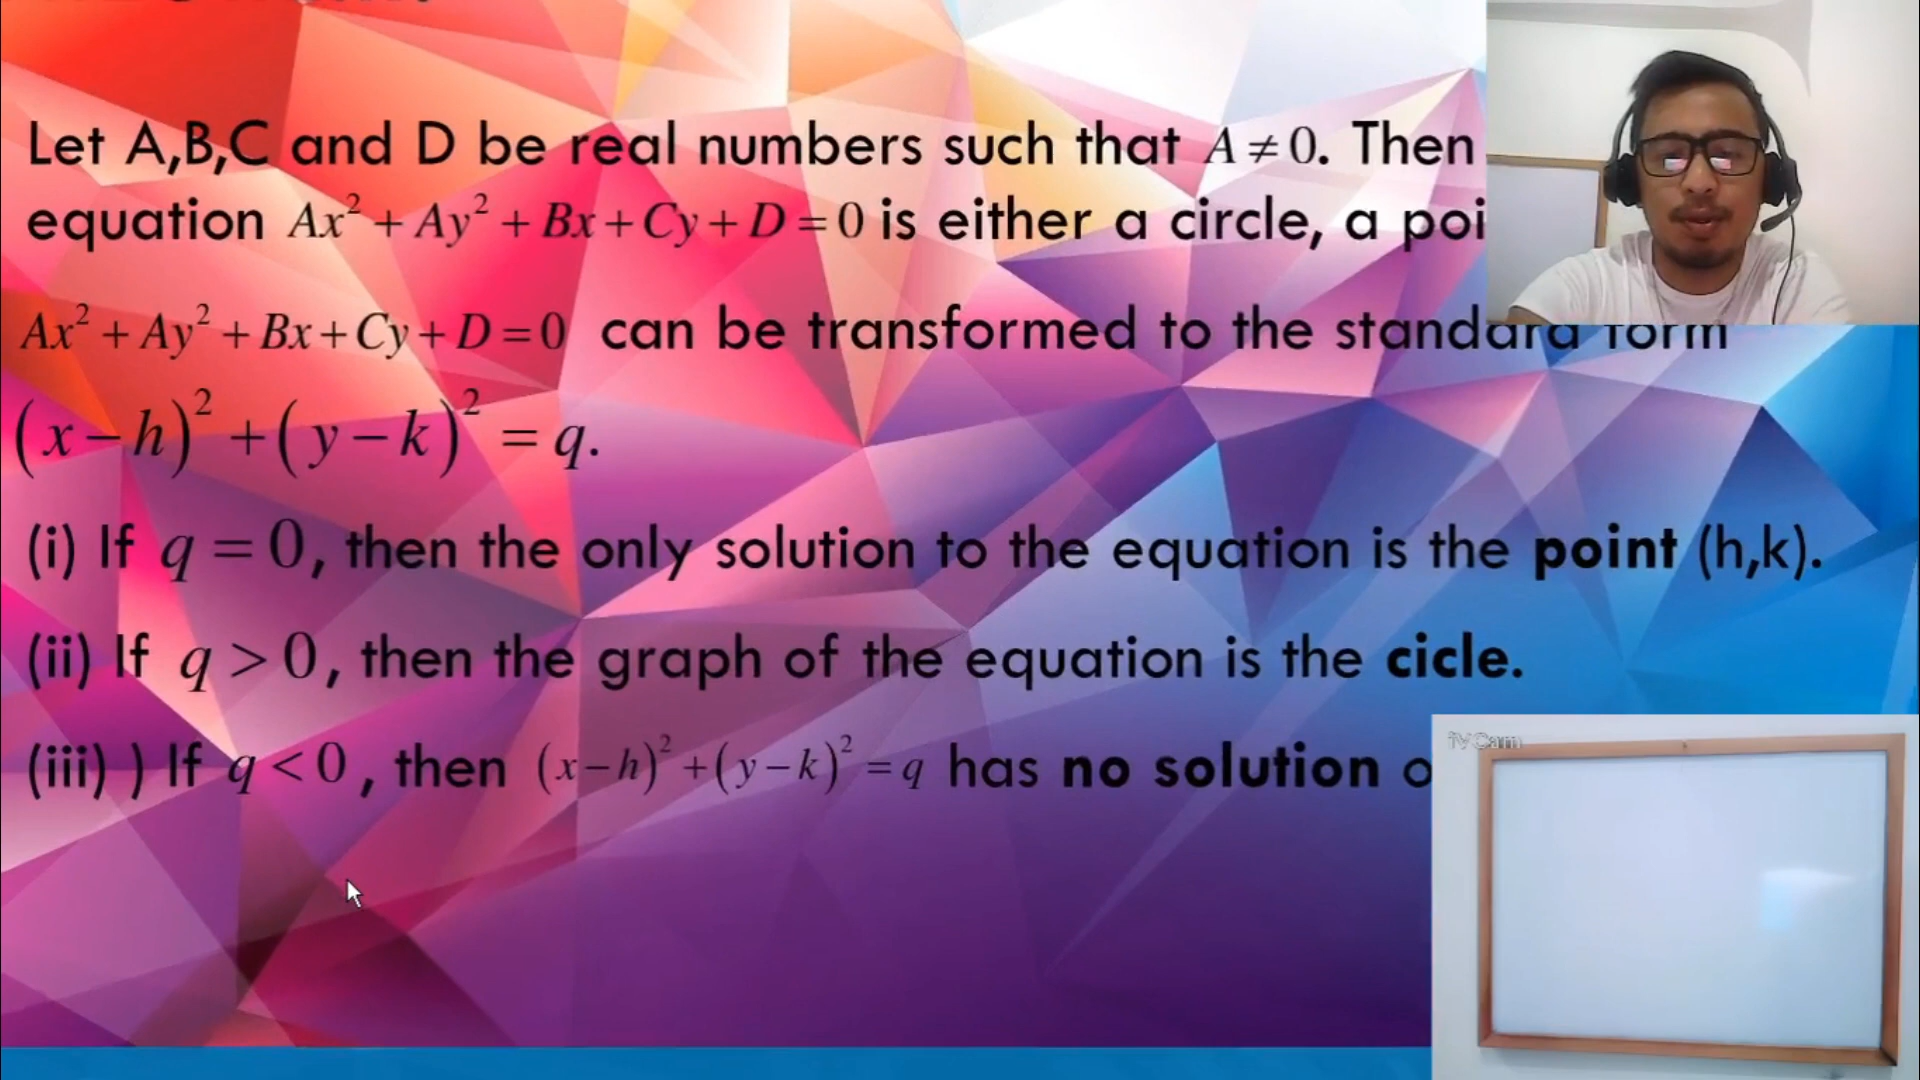 Let A,B,C and D be real numbers such that A ≠ 0. Then
equation Ax² + Ay² + Bx + Cy + D = 0 is either a circle, a poi
Ax² + Ay² + Bx + Cy + D = 0 can be transformed to the standard form
(x − h)² + (y − k)² = q.
(i) If q = 0, then the only solution to the equation is the point (h,k).
(ii) If q > 0, then the graph of the equation is the cicle.
(iii) ) If q < 0, then (x − h)² + (y − k)² = q has no solution o
iVCam